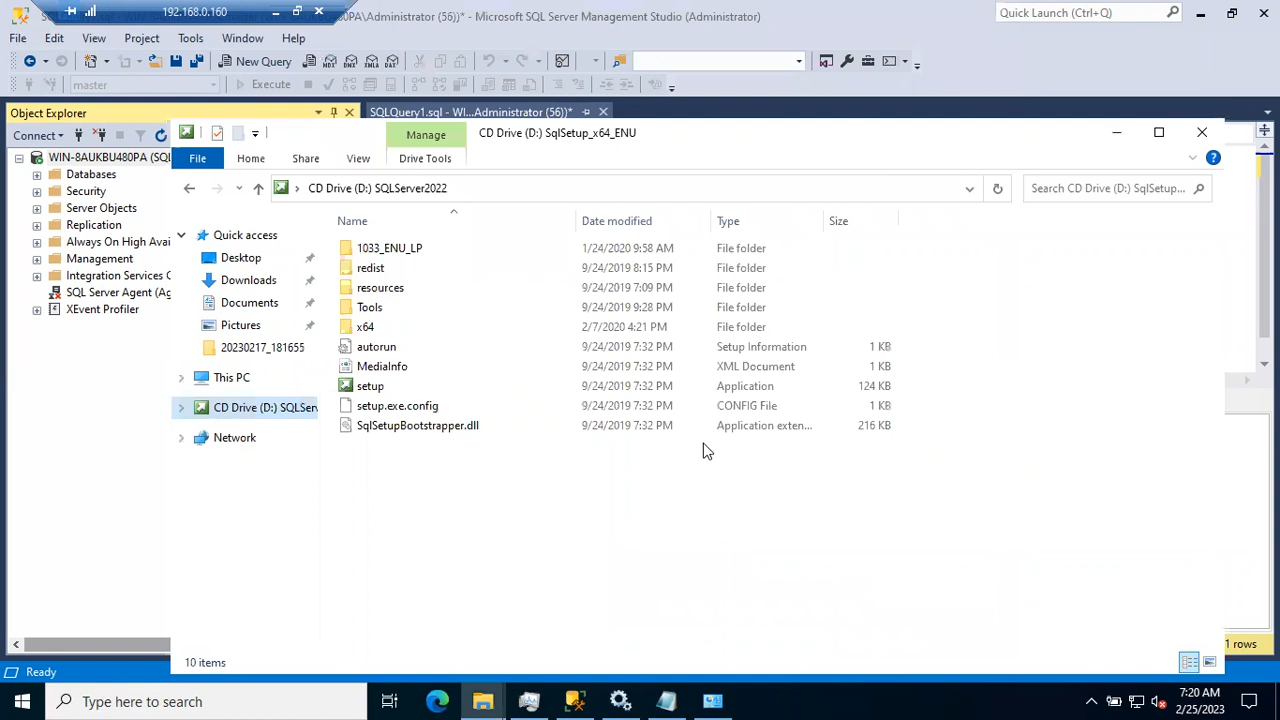 192.168.0.160
80PA\Administrator (56))* - Microsoft SQL Server Management Studio (Administrator)
Quick Launch (Ctrl+Q)
File Edit View Project Tools Window Help
New Query
MDX DMX XMLA DAX
master
Execute
Object Explorer
SQLQuery1.sql - WI...Administrator (56))*
Connect
WIN-8AUKBU480PA (SQL
Databases
Security
Server Objects
Replication
Always On High Avai
Management
Integration Services C
SQL Server Agent (Ag
XEvent Profiler
Manage
CD Drive (D:) SqlSetup_x64_ENU
File Home Share View Drive Tools
CD Drive (D:) SQLServer2022
Search CD Drive (D:) SqlSetup...
Name Date modified Type Size
Quick access
Desktop
Downloads
Documents
Pictures
20230217_181655
This PC
CD Drive (D:) SQLSer
Network
1033_ENU_LP 1/24/2020 9:58 AM File folder
redist 9/24/2019 8:15 PM File folder
resources 9/24/2019 7:09 PM File folder
Tools 9/24/2019 9:28 PM File folder
x64 2/7/2020 4:21 PM File folder
autorun 9/24/2019 7:32 PM Setup Information 1 KB
MediaInfo 9/24/2019 7:32 PM XML Document 1 KB
setup 9/24/2019 7:32 PM Application 124 KB
setup.exe.config 9/24/2019 7:32 PM CONFIG File 1 KB
SqlSetupBootstrapper.dll 9/24/2019 7:32 PM Application exten... 216 KB
1 rows
10 items
Ready
Type here to search
7:20 AM
2/25/2023